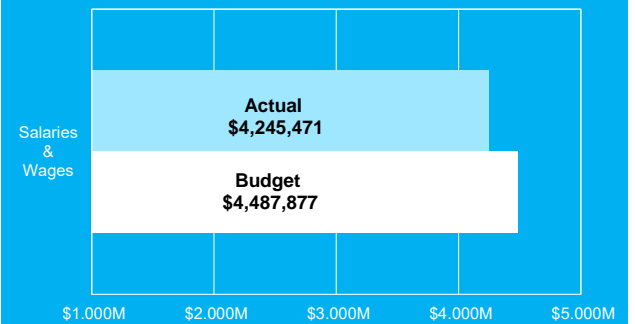 Actual
$4,245,471
Salaries
&
Wages
Budget
$4,487,877
$1.000M
$2.000M
$3.000M
$4.000M
$5.000M